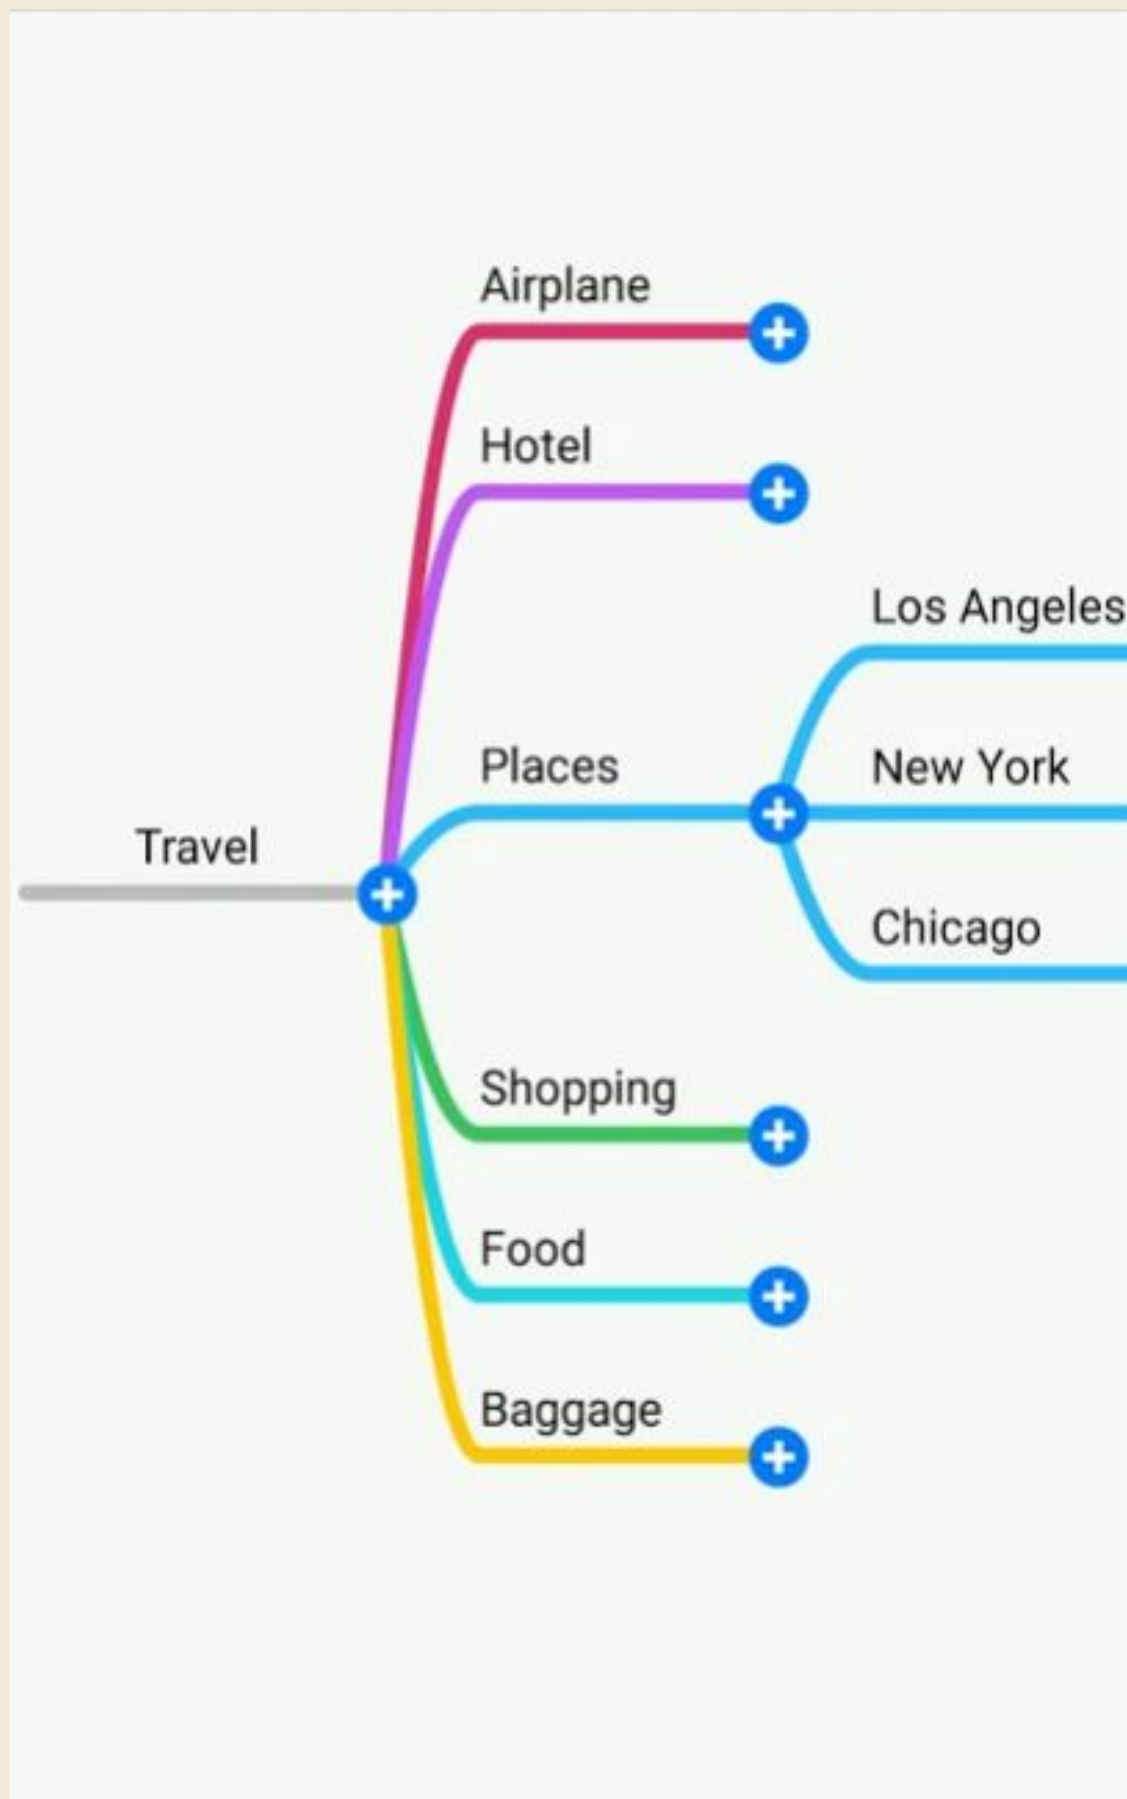 Airplane
Hotel
Los Angeles
Places
New York
Travel
Chicago
Shopping
Food
Baggage